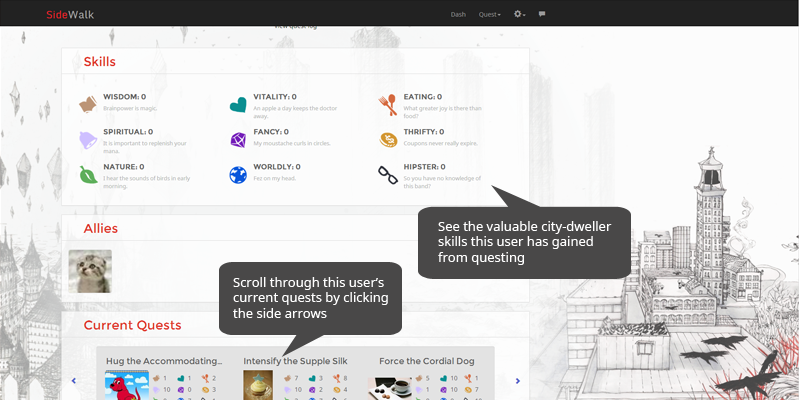 SideWalk
Dash
Quest
View quest log
Skills
WISDOM: 0
Brainpower is magic.
VITALITY: 0
An apple a day keeps the doctor
away.
EATING: 0
What greater joy is there than
food?
SPIRITUAL: 0
It is important to replenish your
mana.
FANCY: 0
My moustache curls in circles.
THRIFTY: 0
Coupons never really expire.
NATURE: 0
I hear the sounds of birds in early
morning.
WORLDLY: 0
Fez on my head.
HIPSTER: 0
So you have no knowledge of
this band?
See the valuable city-dweller
skills this user has gained
from questing
Allies
Scroll through this user's
current quests by clicking
the side arrows
Current Quests
Hug the Accommodating...
1 1 2
10 0 3
Intensify the Supple Silk
7 3 8
10 2 4
Force the Cordial Dog
5 10 1
1 1 7